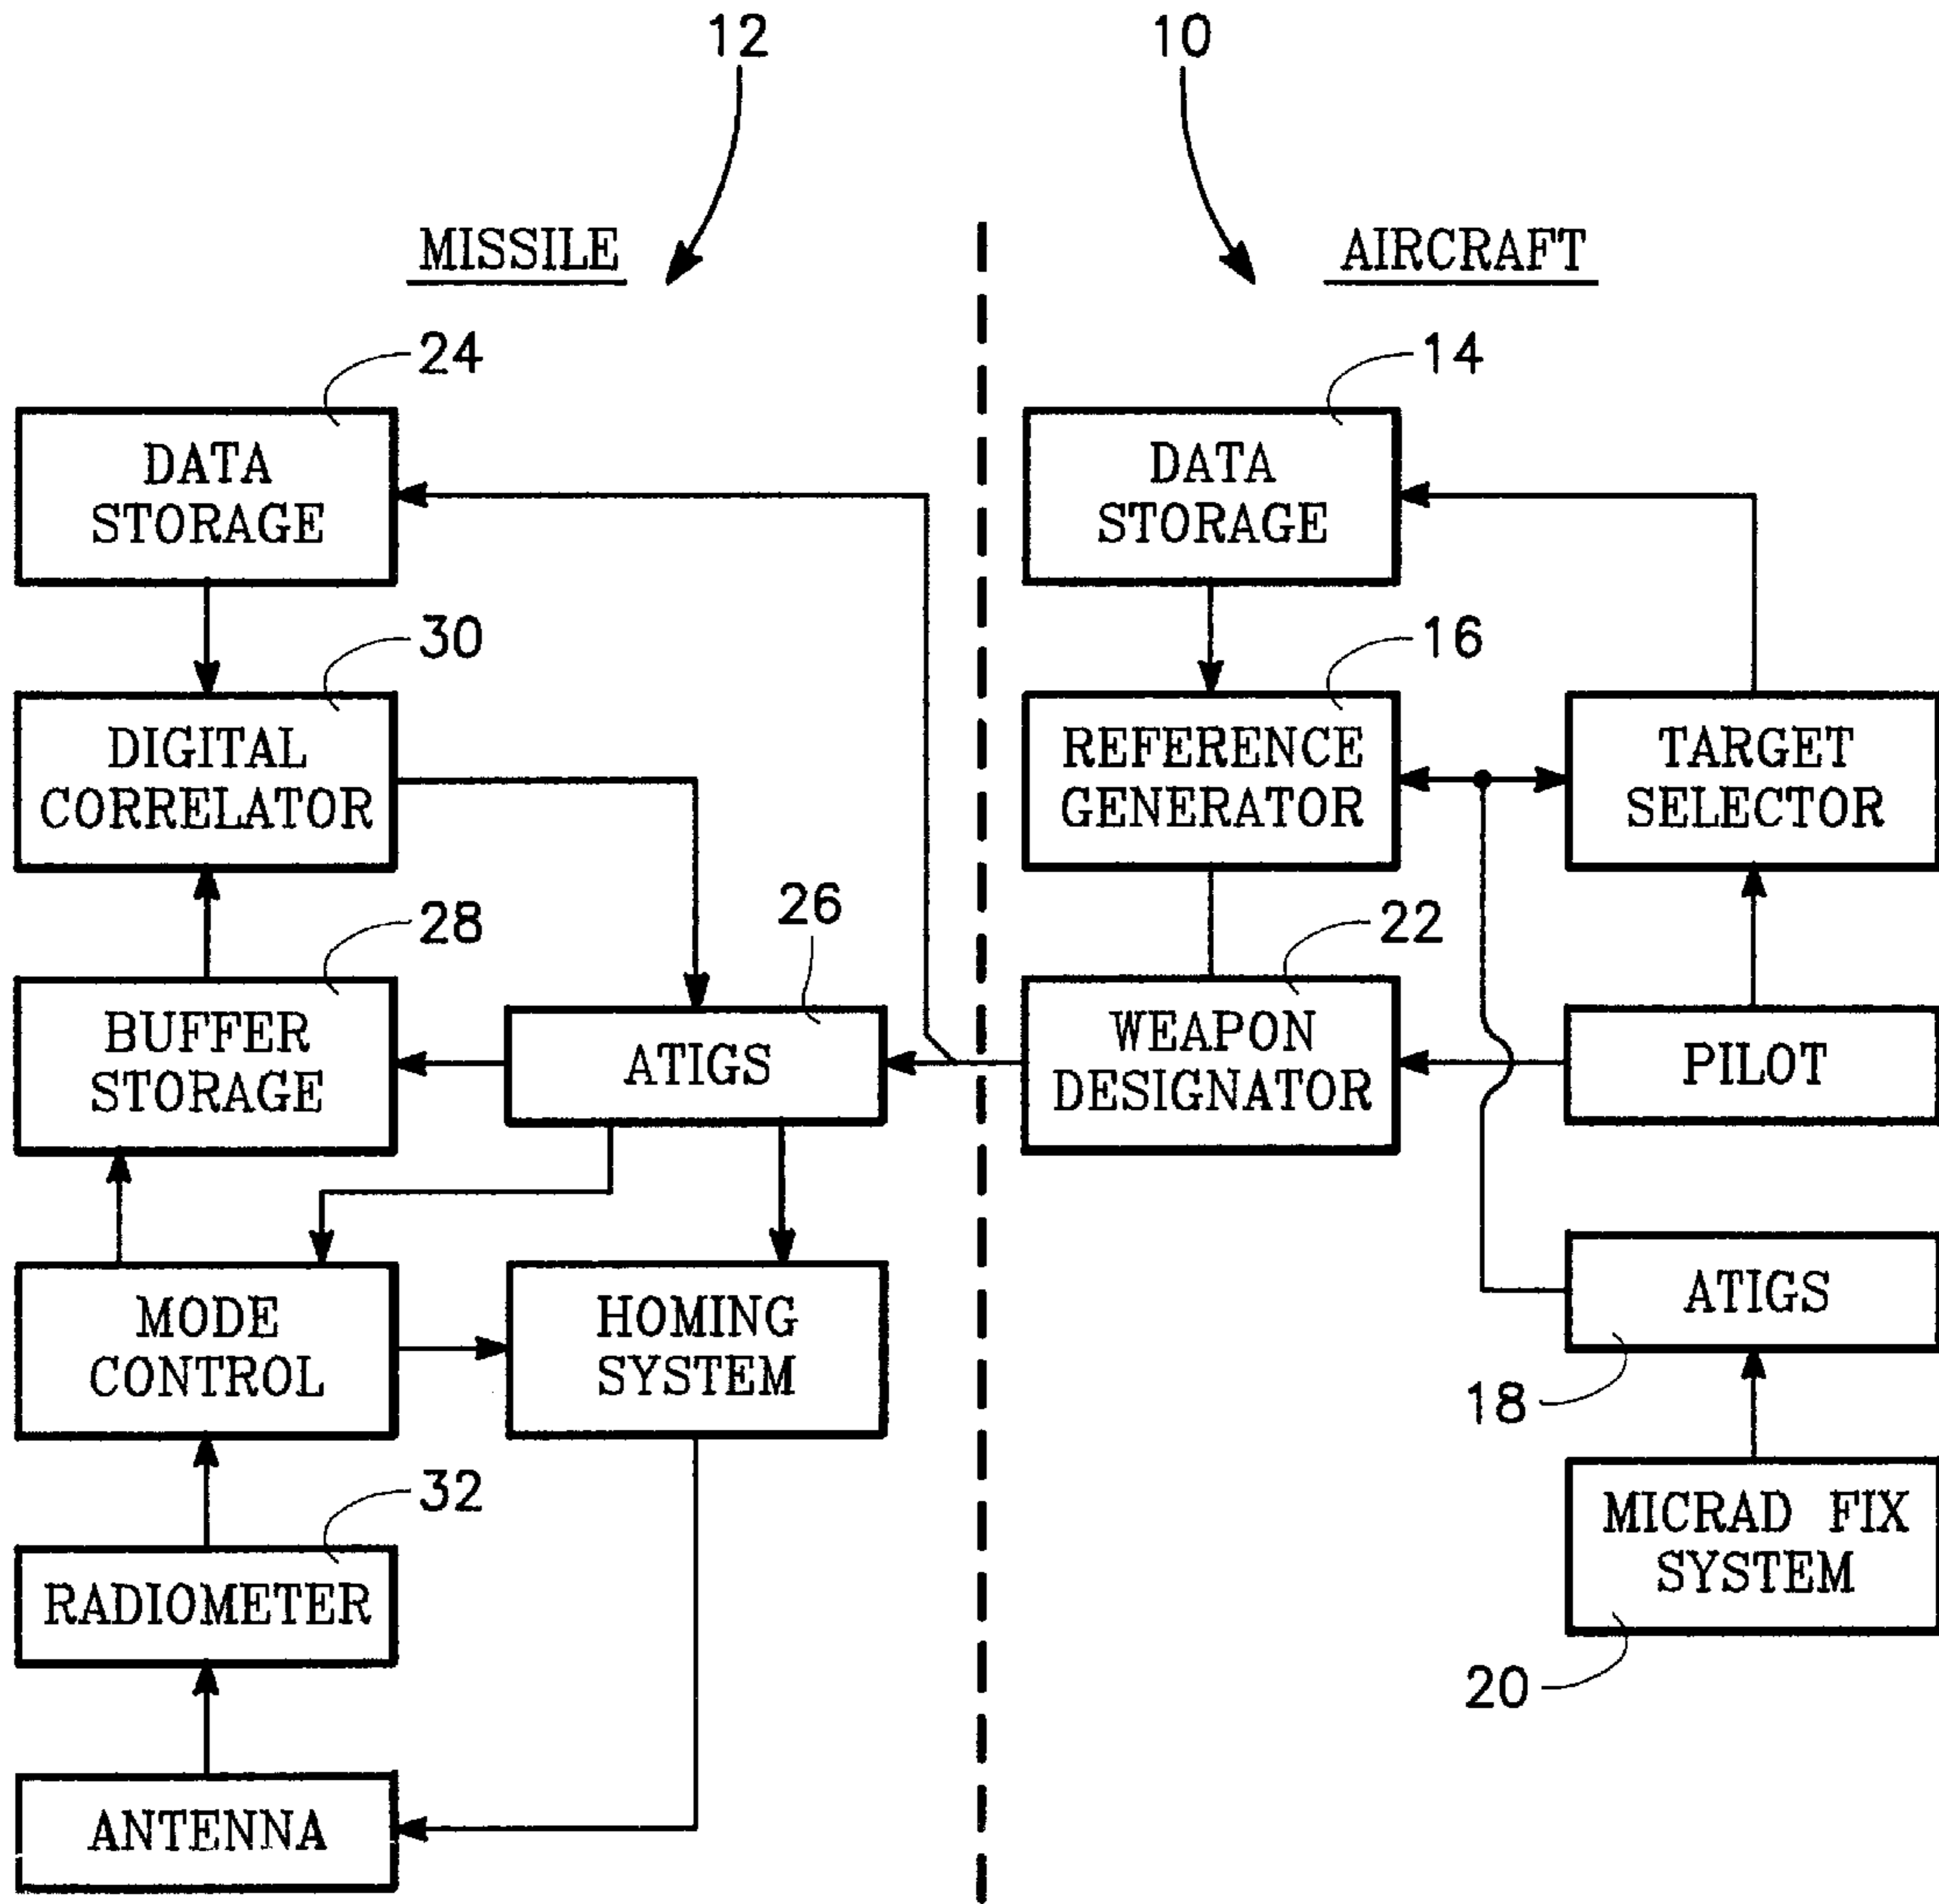 12
10
MISSILE
AIRCRAFT
24
14
DATA
STORAGE
DATA
STORAGE
30
16
DIGITAL
CORRELATOR
REFERENCE
GENERATOR
TARGET
SELECTOR
28
26
22
BUFFER
STORAGE
ATIGS
WEAPON
DESIGNATOR
PILOT
MODE
CONTROL
HOMING
SYSTEM
ATIGS
18
32
RADIOMETER
MICRAD FIX
SYSTEM
20
ANTENNA